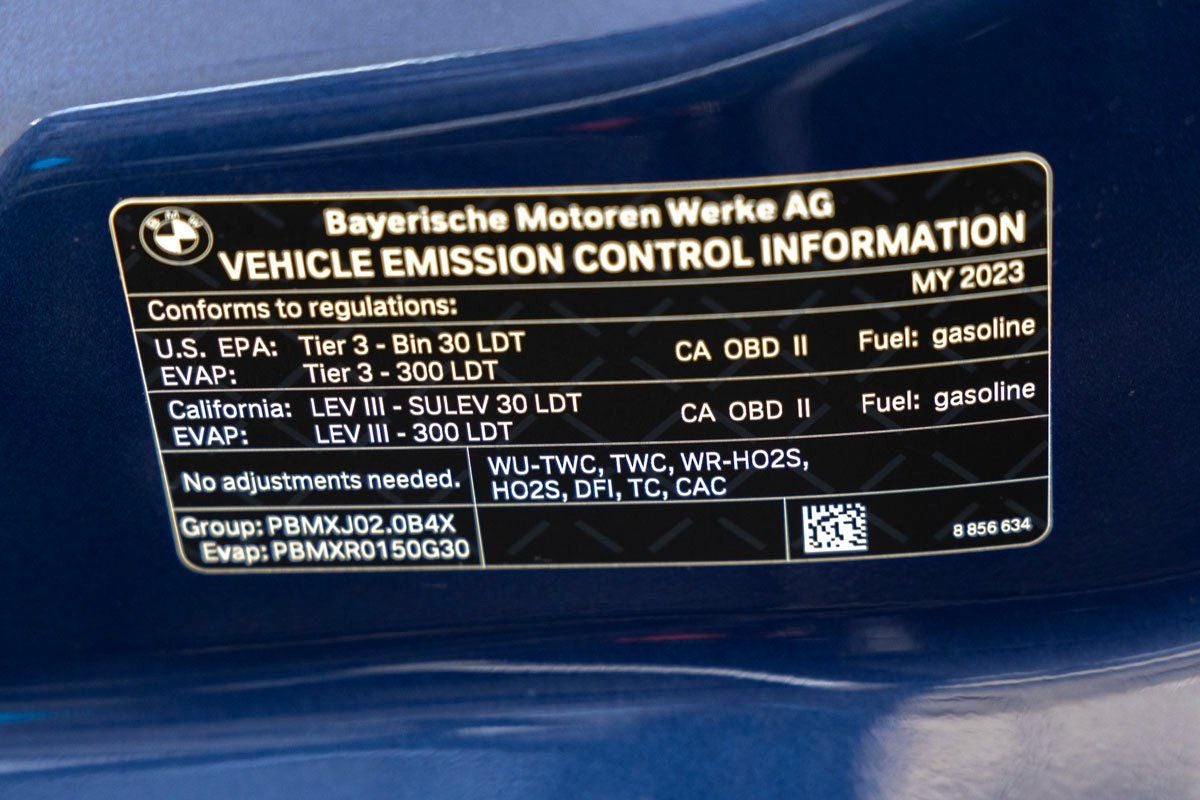 BMW
Bayerische Motoren Werke AG
VEHICLE EMISSION CONTROL INFORMATION
Conforms to regulations: MY 2023
U.S. EPA: Tier 3 - Bin 30 LDT CA OBD II Fuel: gasoline
EVAP: Tier 3 - 300 LDT
California: LEV III - SULEV 30 LDT CA OBD II Fuel: gasoline
EVAP: LEV III - 300 LDT
No adjustments needed.
WU-TWC, TWC, WR-HO2S,
HO2S, DFI, TC, CAC
Group: PBMXJ02.0B4X
Evap: PBMXR0150G30
8 856 634